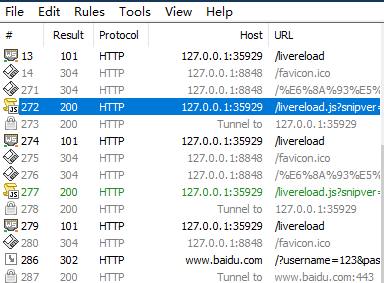 File Edit Rules Tools View Help
# Result Protocol Host URL
13 101 HTTP 127.0.0.1:35929 /livereload
14 304 HTTP 127.0.0.1:8848 /favicon.ico
271 304 HTTP 127.0.0.1:8848 /%E6%8A%93%E5%
272 200 HTTP 127.0.0.1:35929 /livereload.js?snipver=
273 200 HTTP Tunnel to 127.0.0.1:35929
274 101 HTTP 127.0.0.1:35929 /livereload
275 304 HTTP 127.0.0.1:8848 /favicon.ico
276 304 HTTP 127.0.0.1:8848 /%E6%8A%93%E5%
277 200 HTTP 127.0.0.1:35929 /livereload.js?snipver=
278 200 HTTP Tunnel to 127.0.0.1:35929
279 101 HTTP 127.0.0.1:35929 /livereload
280 304 HTTP 127.0.0.1:8848 /favicon.ico
286 302 HTTP www.baidu.com /?username=123&pas
287 200 HTTP Tunnel to www.baidu.com:443